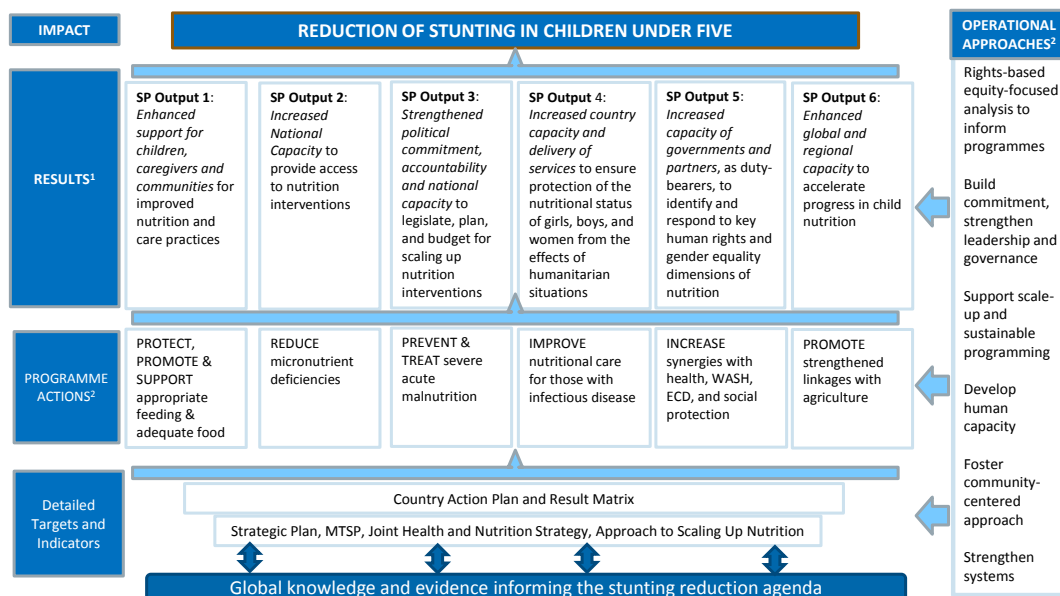 IMPACT
REDUCTION OF STUNTING IN CHILDREN UNDER FIVE
RESULTS¹
SP Output 1:
Enhanced
support for
children,
caregivers and
communities for
improved
nutrition and
care practices
SP Output 2:
Increased
National
Capacity to
provide access
to nutrition
interventions
SP Output 3:
Strengthened
political
commitment,
accountability
and national
capacity to
legislate, plan,
and budget for
scaling up
nutrition
interventions
SP Output 4:
Increased country
capacity and
delivery of
services to ensure
protection of the
nutritional status
of girls, boys, and
women from the
effects of
humanitarian
situations
SP Output 5:
Increased
capacity of
governments and
partners, as duty-
bearers, to
identify and
respond to key
human rights and
gender equality
dimensions of
nutrition
SP Output 6:
Enhanced
global and
regional
capacity to
accelerate
progress in child
nutrition
PROGRAMME
ACTIONS²
PROTECT,
PROMOTE &
SUPPORT
appropriate
feeding &
adequate food
REDUCE
micronutrient
deficiencies
PREVENT &
TREAT severe
acute
malnutrition
IMPROVE
nutritional care
for those with
infectious disease
INCREASE
synergies with
health, WASH,
ECD, and social
protection
PROMOTE
strengthened
linkages with
agriculture
Detailed
Targets and
Indicators
Country Action Plan and Result Matrix
Strategic Plan, MTSP, Joint Health and Nutrition Strategy, Approach to Scaling Up Nutrition
Global knowledge and evidence informing the stunting reduction agenda
OPERATIONAL
APPROACHES²
Rights-based
equity-focused
analysis to
inform
programmes
Build
commitment,
strengthen
leadership and
governance
Support scale-
up and
sustainable
programming
Develop
human
capacity
Foster
community-
centered
approach
Strengthen
systems